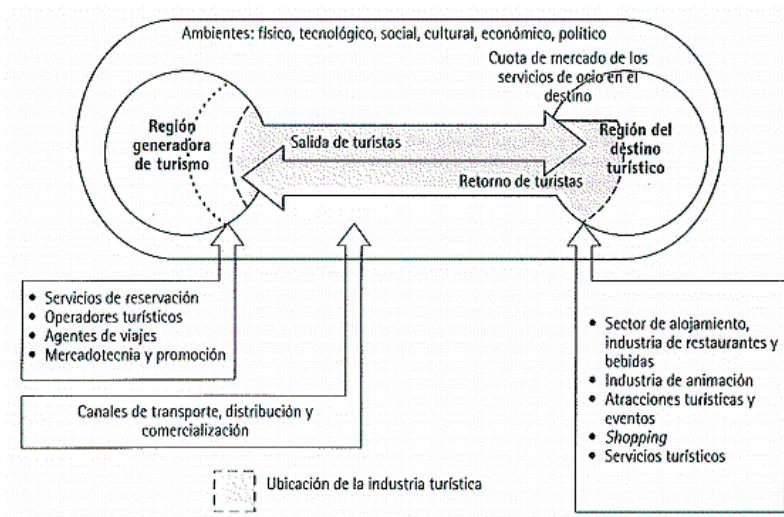 Ambientes: físico, tecnológico, social, cultural, económico, político
Cuota de mercado de los
servicios de ocio en el
destino
Región
generadora
de turismo
Salida de turistas
Región del
destino
turístico
Retorno de turistas
• Servicios de reservación
• Operadores turísticos
• Agentes de viajes
• Mercadotecnia y promoción
Canales de transporte, distribución y
comercialización
• Sector de alojamiento,
industria de restaurantes y
bebidas
• Industria de animación
• Atracciones turísticas y
eventos
• Shopping
• Servicios turísticos
Ubicación de la industria turística